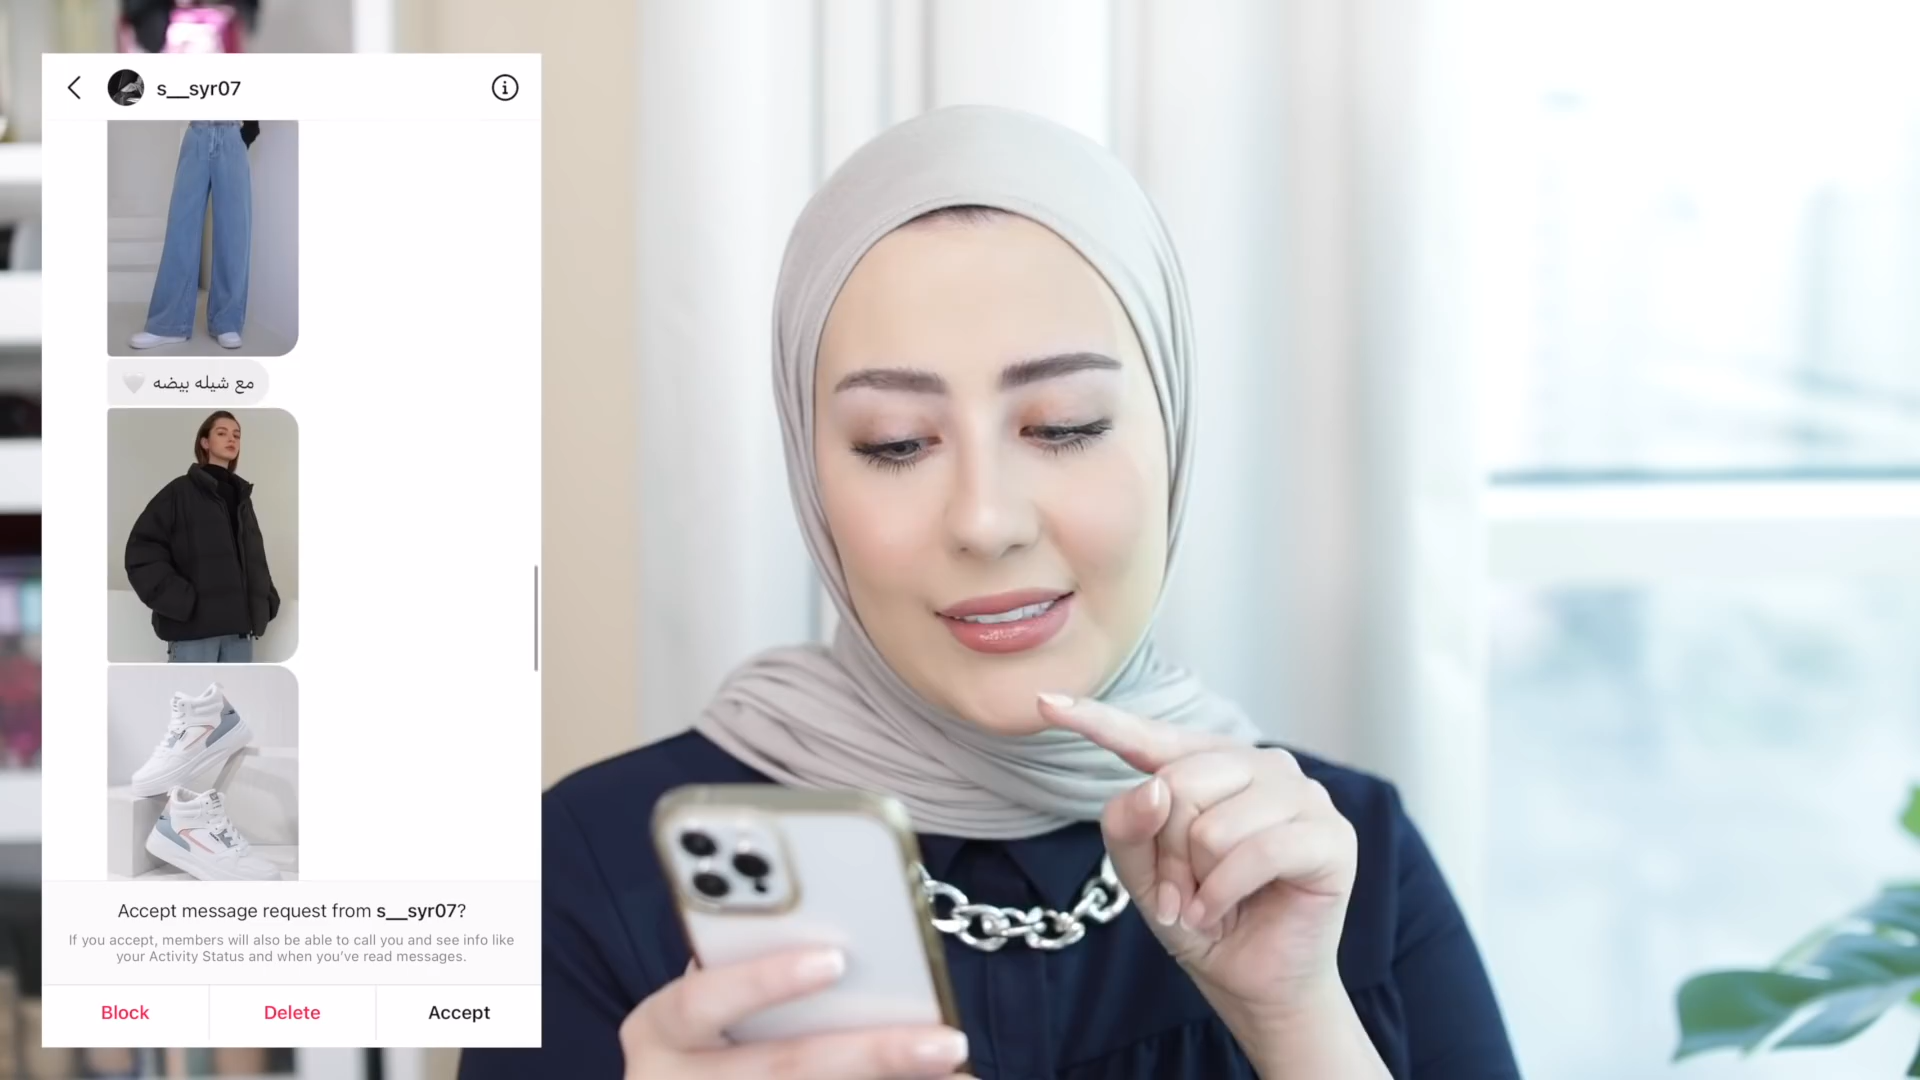 s__syr07
مع شيله بيضه 🤍
Accept message request from s__syr07?
If you accept, members will also be able to call you and see info like
your Activity Status and when you've read messages.
Block
Delete
Accept